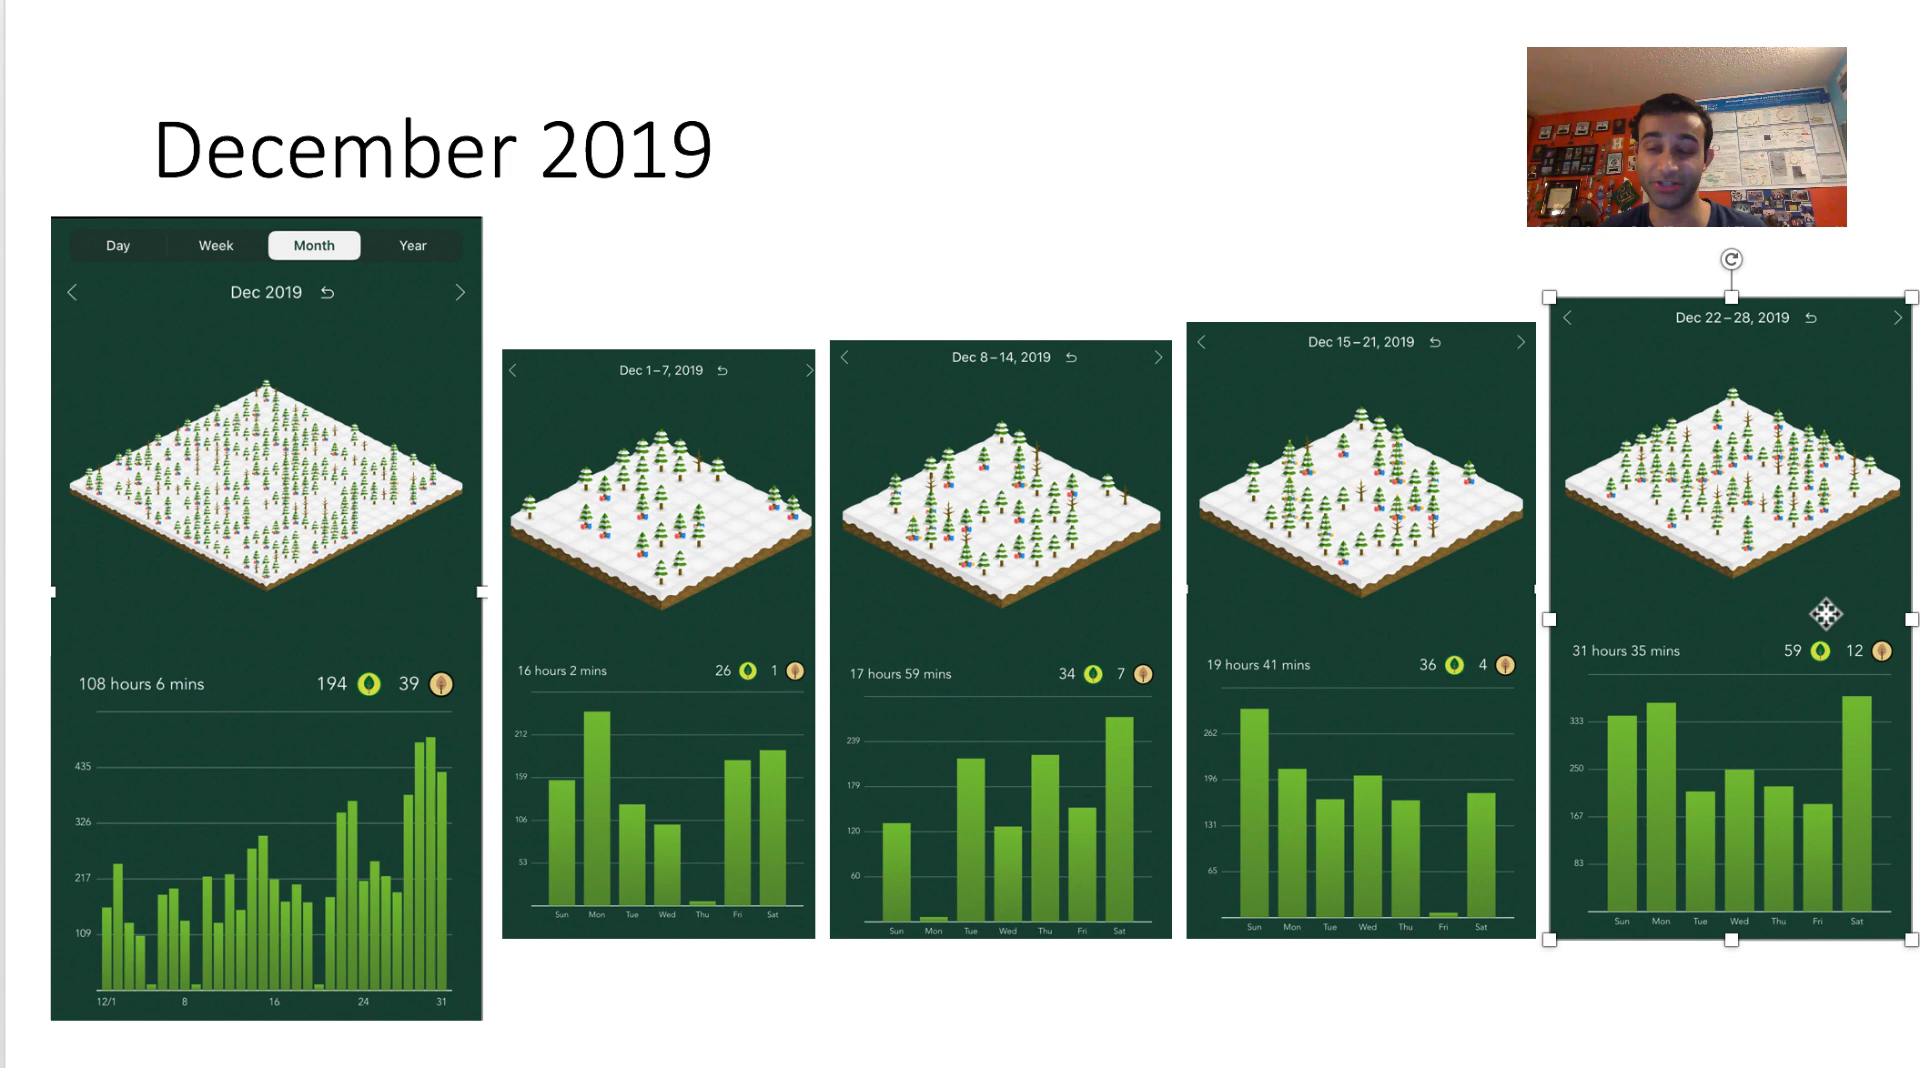 December 2019
Day Week Month Year
Dec 2019
108 hours 6 mins 194 39
435
326
217
109
12/1 8 16 24 31
Dec 1–7, 2019
16 hours 2 mins 26 1
212
159
106
53
Sun Mon Tue Wed Thu Fri Sat
Dec 8–14, 2019
17 hours 59 mins 34 7
239
179
120
60
Sun Mon Tue Wed Thu Fri Sat
Dec 15–21, 2019
19 hours 41 mins 36 4
262
196
131
65
Sun Mon Tue Wed Thu Fri Sat
Dec 22–28, 2019
31 hours 35 mins 59 12
333
250
167
83
Sun Mon Tue Wed Thu Fri Sat